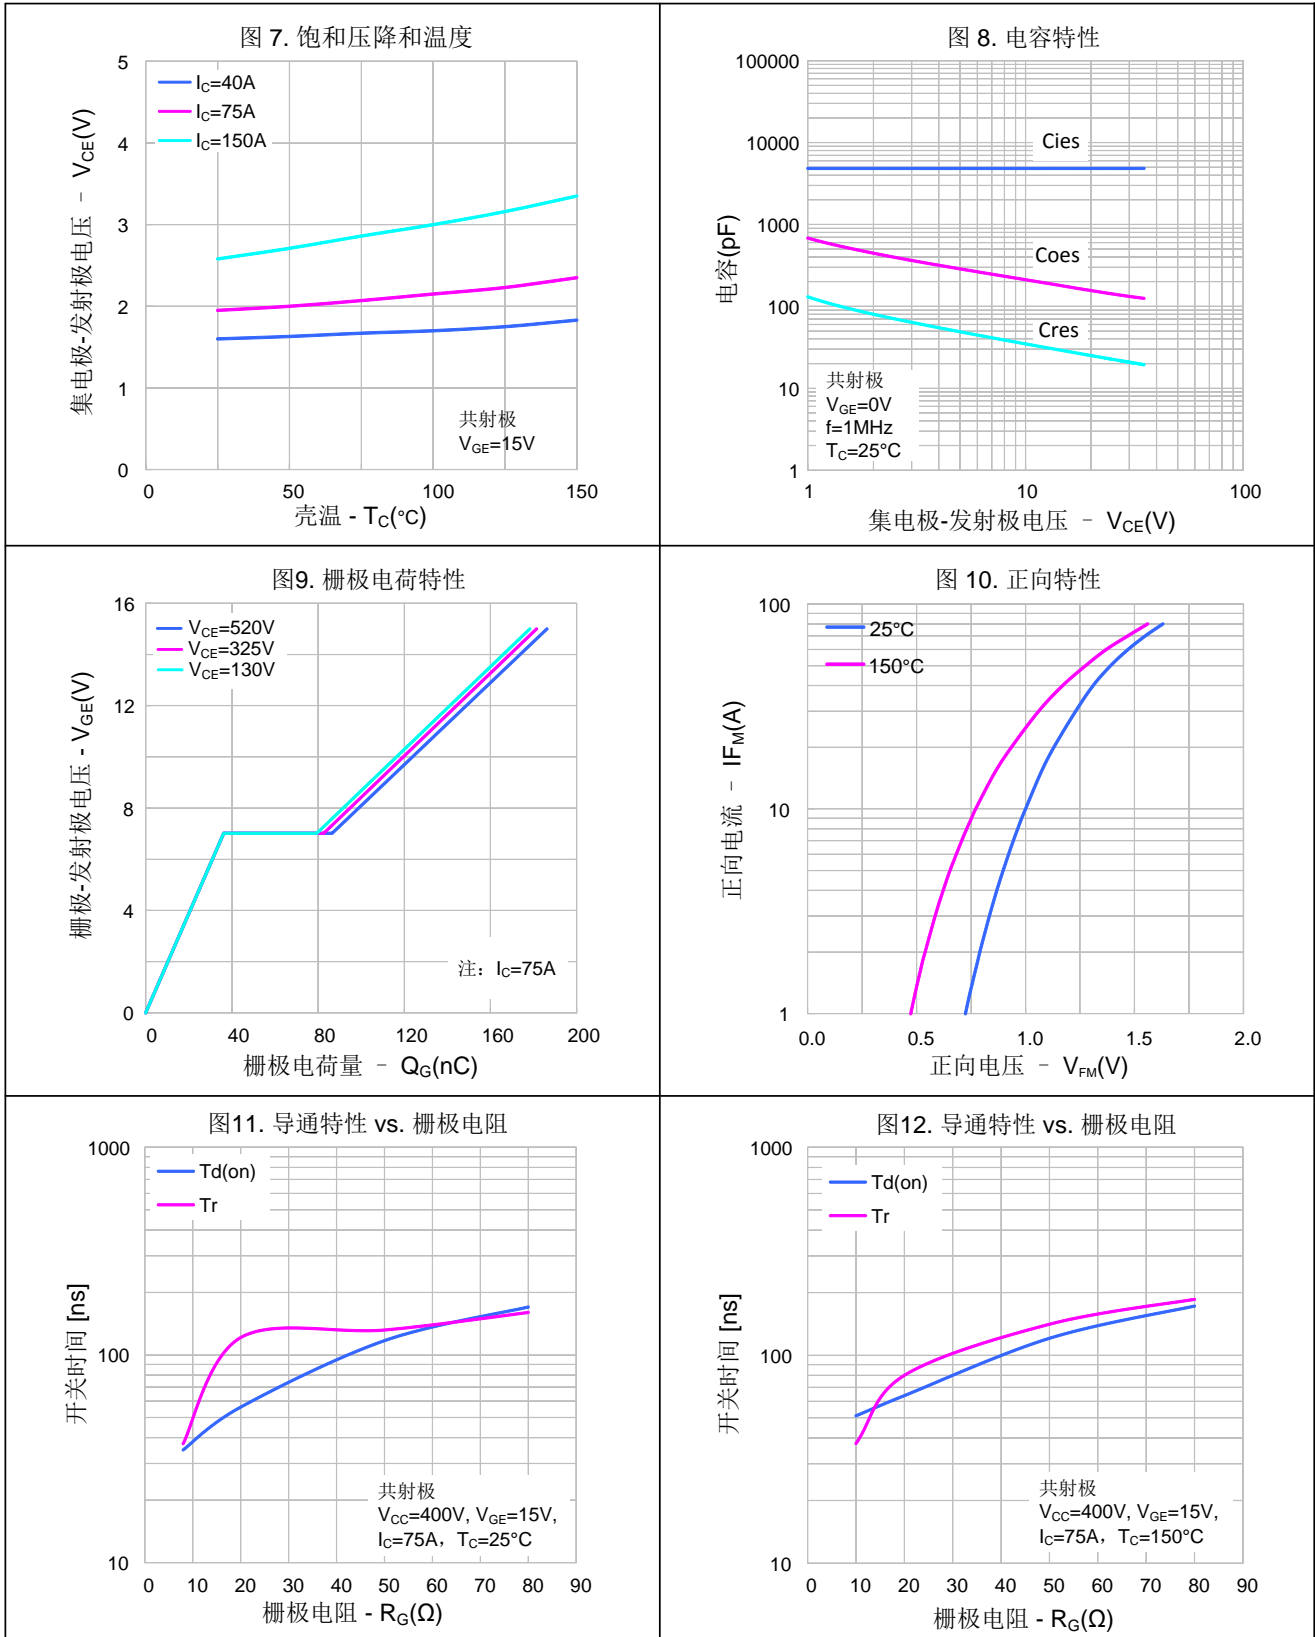 图 7. 饱和压降和温度
集电极-发射极电压 － VCE(V)
5
4
3
2
1
0
IC=40A
IC=75A
IC=150A
共射极
VGE=15V
0 50 100 150
壳温 - TC(°C)
图 8. 电容特性
电容(pF)
100000
10000
1000
100
10
1
Cies
Coes
Cres
共射极
VGE=0V
f=1MHz
TC=25°C
1 10 100
集电极-发射极电压 － VCE(V)
图9. 栅极电荷特性
栅极-发射极电压 - VGE(V)
16
12
8
4
0
VCE=520V
VCE=325V
VCE=130V
注：IC=75A
0 40 80 120 160 200
栅极电荷量 － QG(nC)
图 10. 正向特性
正向电流 － IFM(A)
100
10
1
25°C
150°C
0.0 0.5 1.0 1.5 2.0
正向电压 － VFM(V)
图11. 导通特性 vs. 栅极电阻
开关时间 [ns]
1000
100
10
Td(on)
Tr
共射极
VCC=400V, VGE=15V,
IC=75A，TC=25°C
0 10 20 30 40 50 60 70 80 90
栅极电阻 - RG(Ω)
图12. 导通特性 vs. 栅极电阻
开关时间 [ns]
1000
100
10
Td(on)
Tr
共射极
VCC=400V, VGE=15V,
IC=75A，TC=150°C
0 10 20 30 40 50 60 70 80 90
栅极电阻 - RG(Ω)